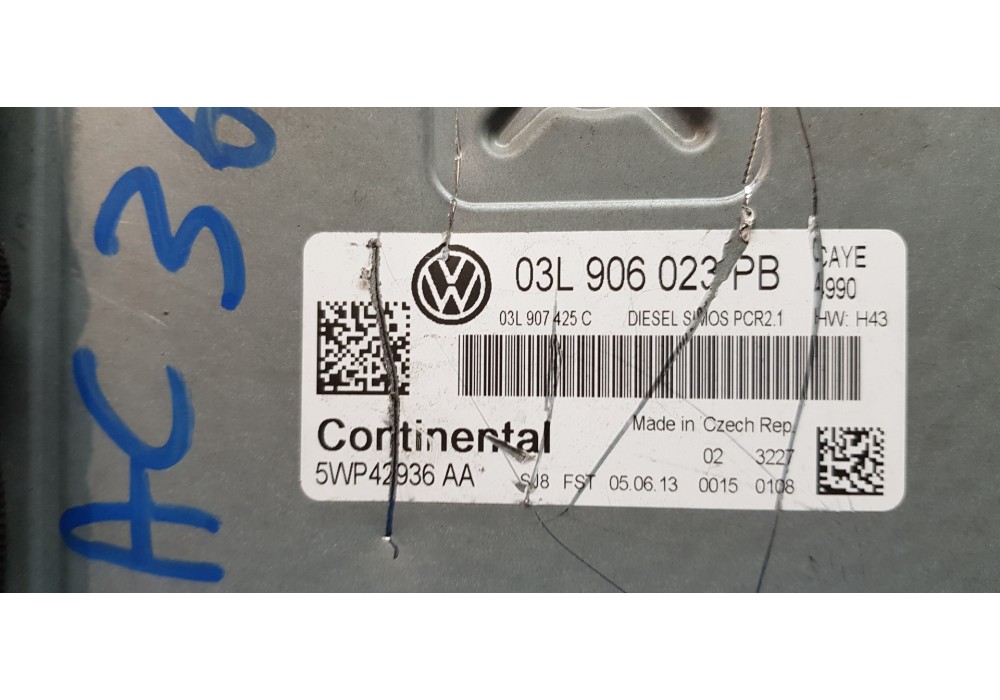 AC36
03L 906 023 PB
CAYE
4990
03L 907 425 C DIESEL SIMOS PCR2.1 HW: H43
Continental
Made in Czech Rep.
5WP42936 AA
02 3227
SJ8 FST 05.06.13 0015 0108